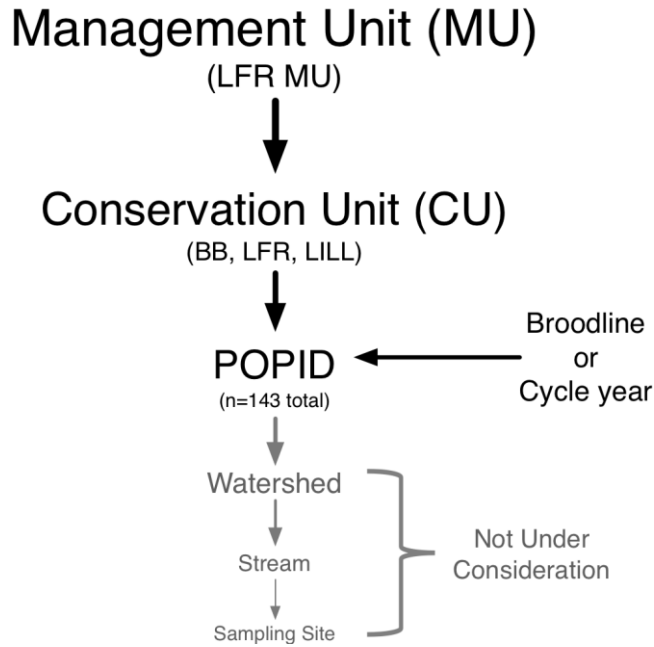 Management Unit (MU)
(LFR MU)
Conservation Unit (CU)
(BB, LFR, LILL)
POPID
(n=143 total)
Broodline
or
Cycle year
Watershed
Stream
Sampling Site
Not Under
Consideration